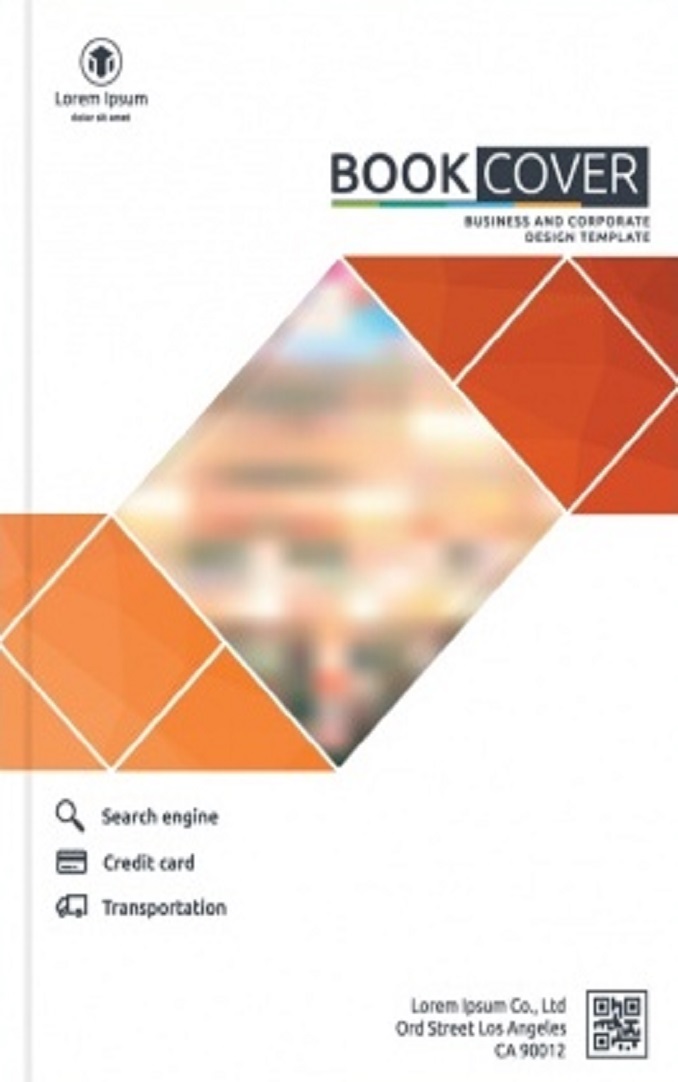 Lorem Ipsum
dolor sit amet
BOOK COVER
BUSINESS AND CORPORATE
DESIGN TEMPLATE
Search engine
Credit card
Transportation
Lorem Ipsum Co., Ltd
Ord Street Los Angeles
CA 90012